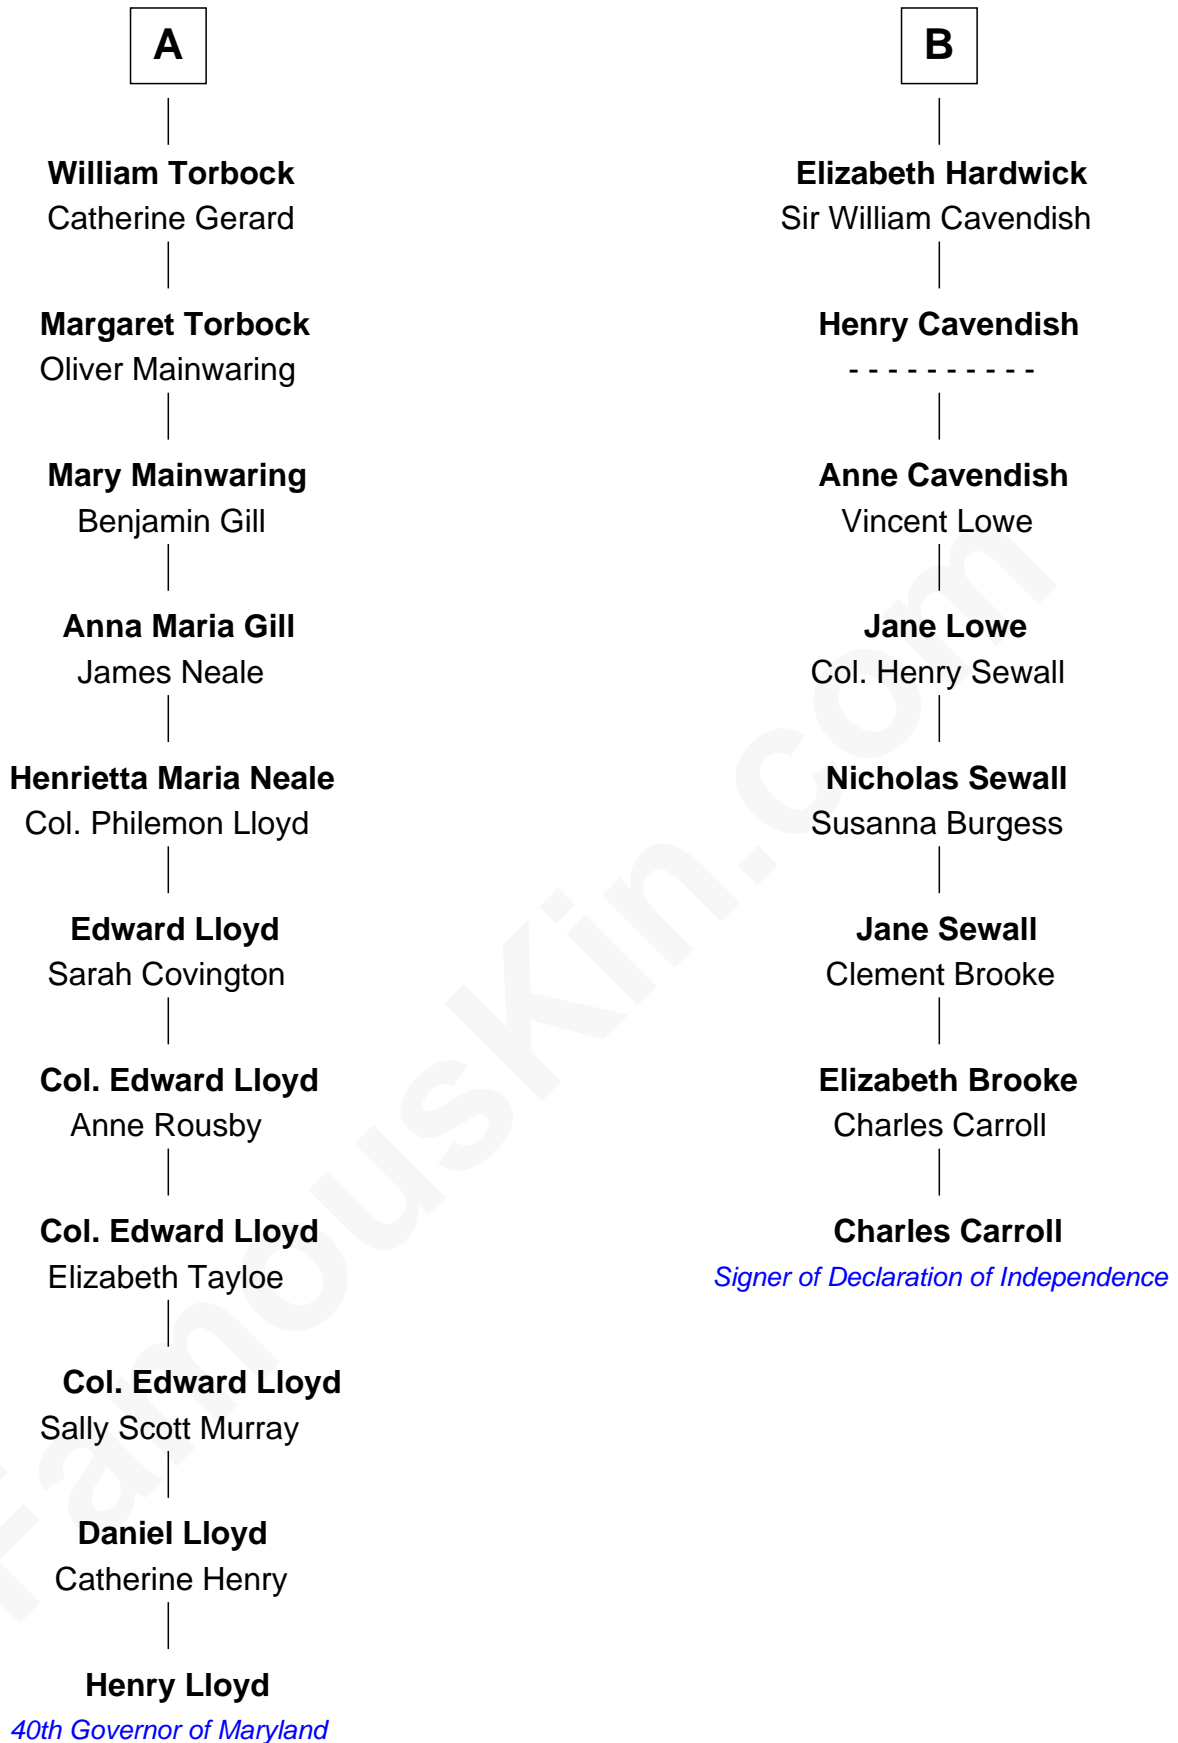 A
William Torbock
Catherine Gerard
Margaret Torbock
Oliver Mainwaring
Mary Mainwaring
Benjamin Gill
Anna Maria Gill
James Neale
Henrietta Maria Neale
Col. Philemon Lloyd
Edward Lloyd
Sarah Covington
Col. Edward Lloyd
Anne Rousby
Col. Edward Lloyd
Elizabeth Tayloe
Col. Edward Lloyd
Sally Scott Murray
Daniel Lloyd
Catherine Henry
Henry Lloyd
40th Governor of Maryland
B
Elizabeth Hardwick
Sir William Cavendish
Henry Cavendish
- - - - - - - - - -
Anne Cavendish
Vincent Lowe
Jane Lowe
Col. Henry Sewall
Nicholas Sewall
Susanna Burgess
Jane Sewall
Clement Brooke
Elizabeth Brooke
Charles Carroll
Charles Carroll
Signer of Declaration of Independence
FamousKin.com